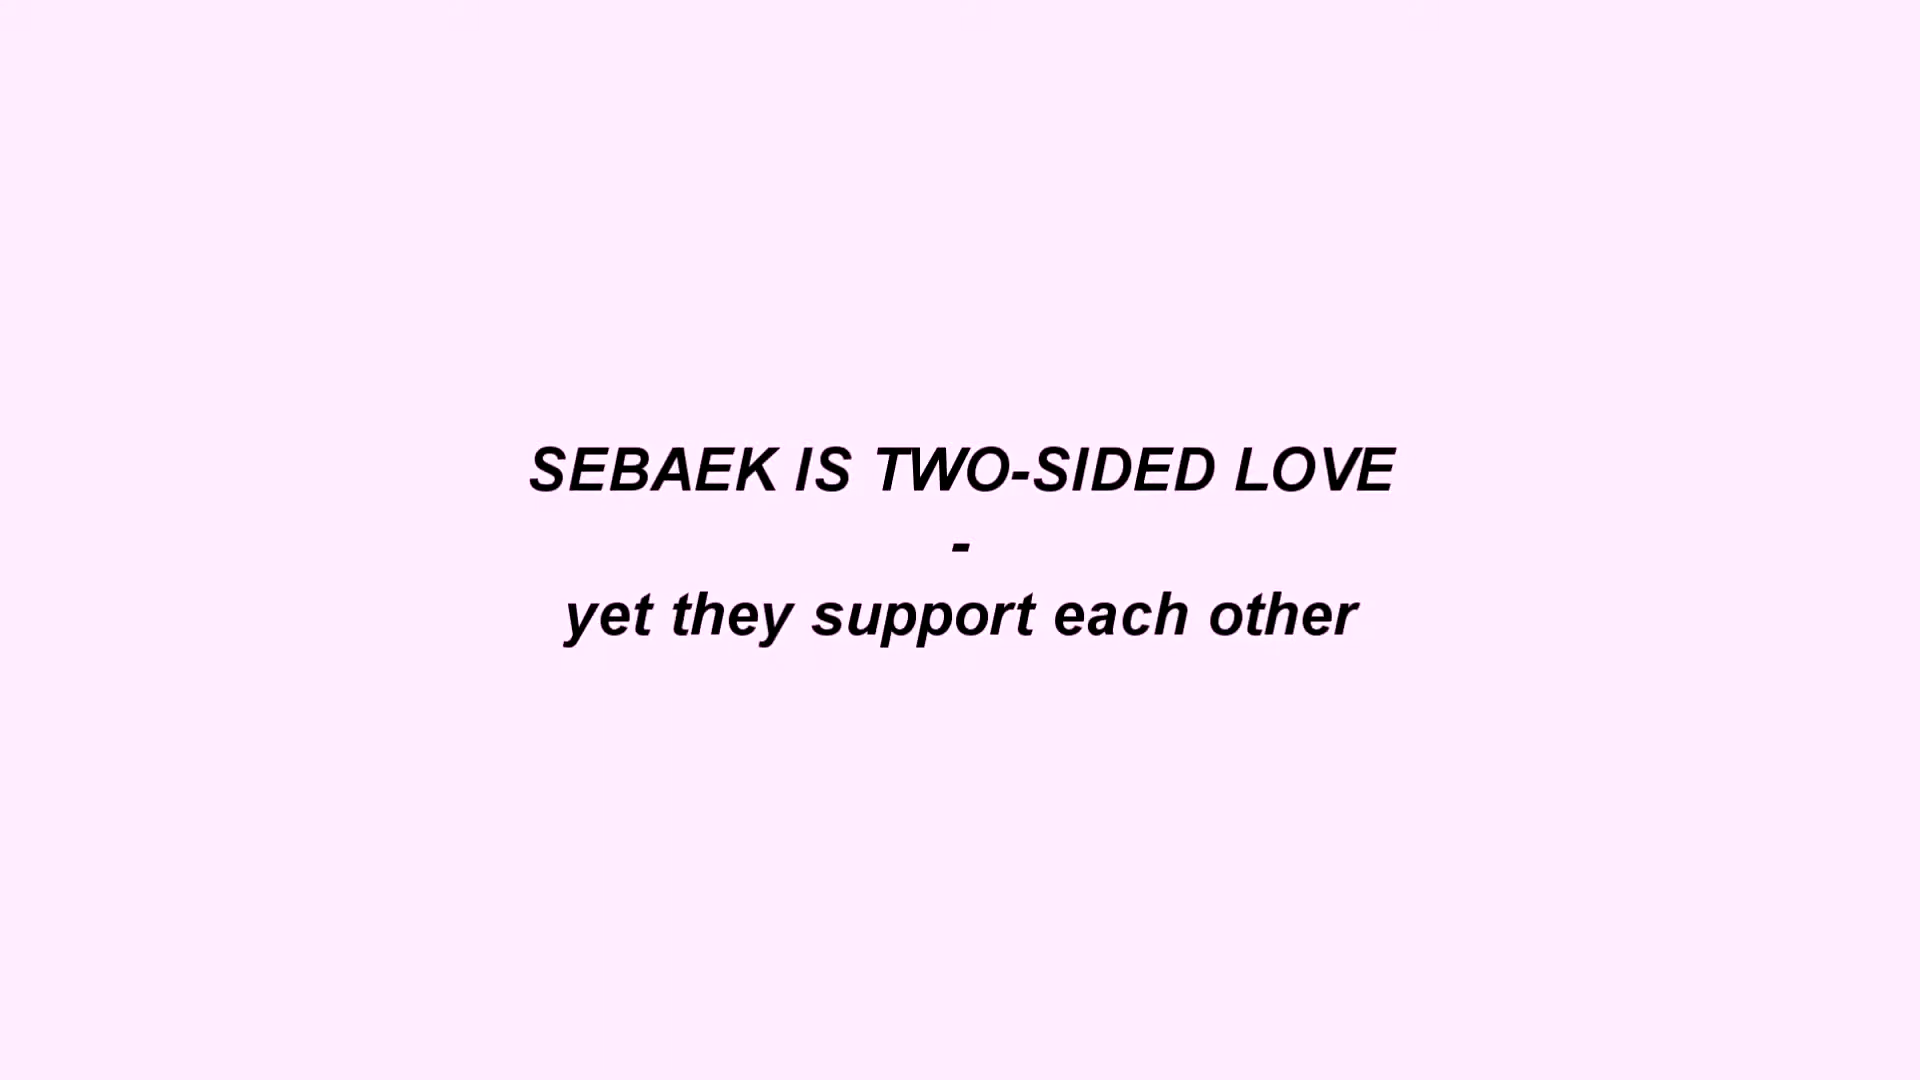 SEBAEK IS TWO-SIDED LOVE
-
yet they support each other